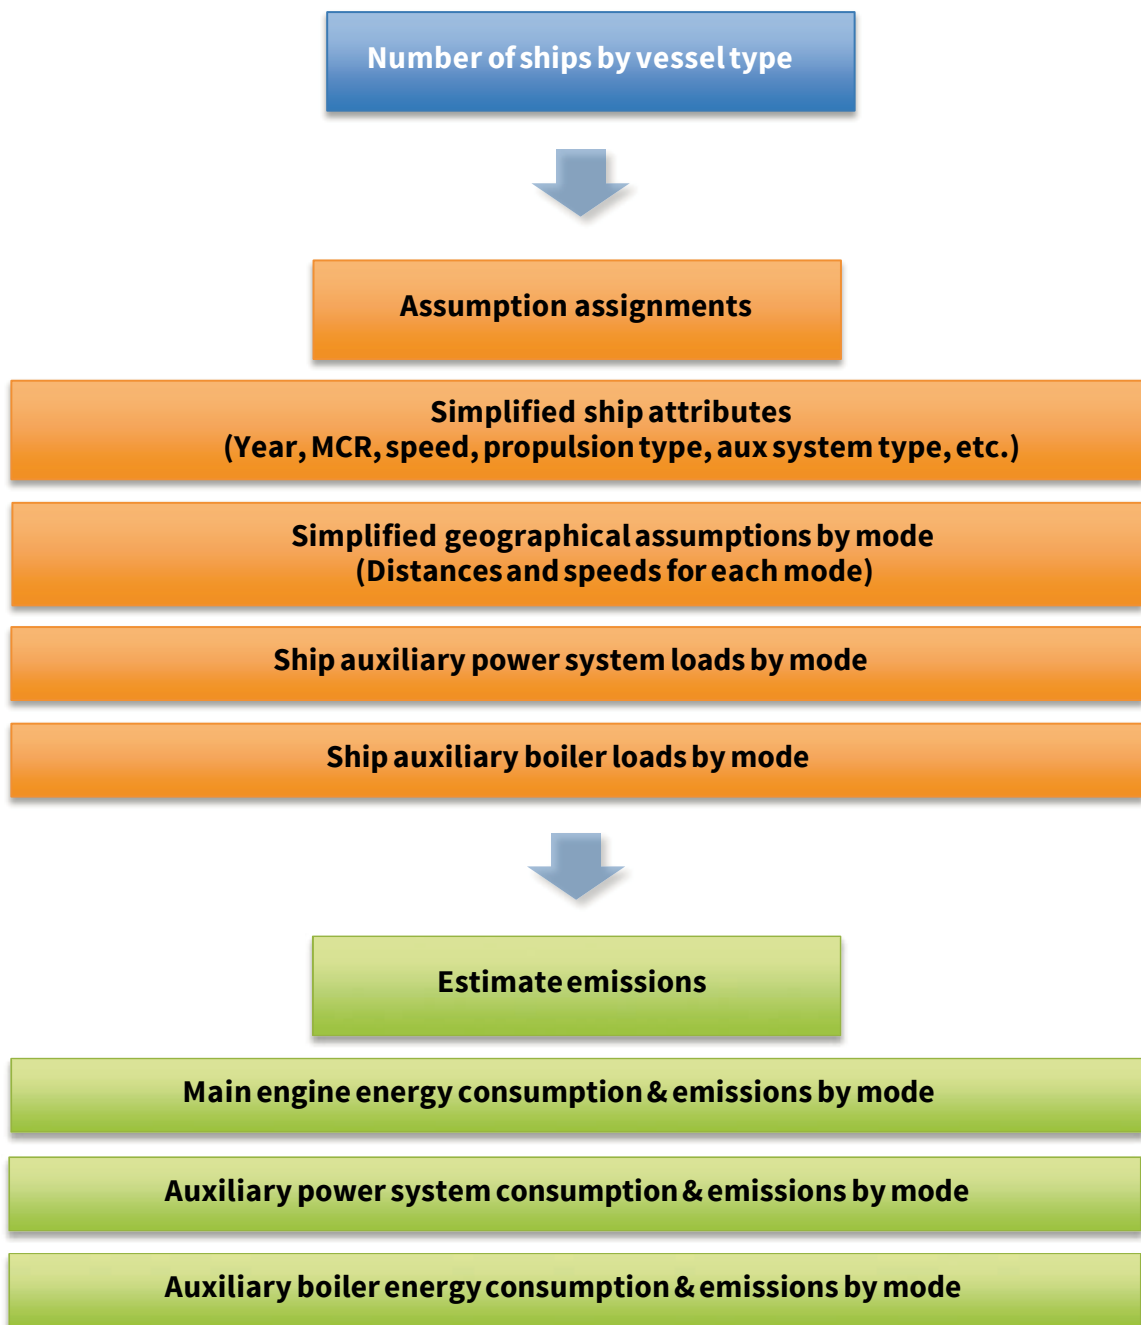 Number of ships by vessel type
Assumption assignments
Simplified ship attributes
(Year, MCR, speed, propulsion type, aux system type, etc.)
Simplified geographical assumptions by mode
(Distances and speeds for each mode)
Ship auxiliary power system loads by mode
Ship auxiliary boiler loads by mode
Estimate emissions
Main engine energy consumption & emissions by mode
Auxiliary power system consumption & emissions by mode
Auxiliary boiler energy consumption & emissions by mode